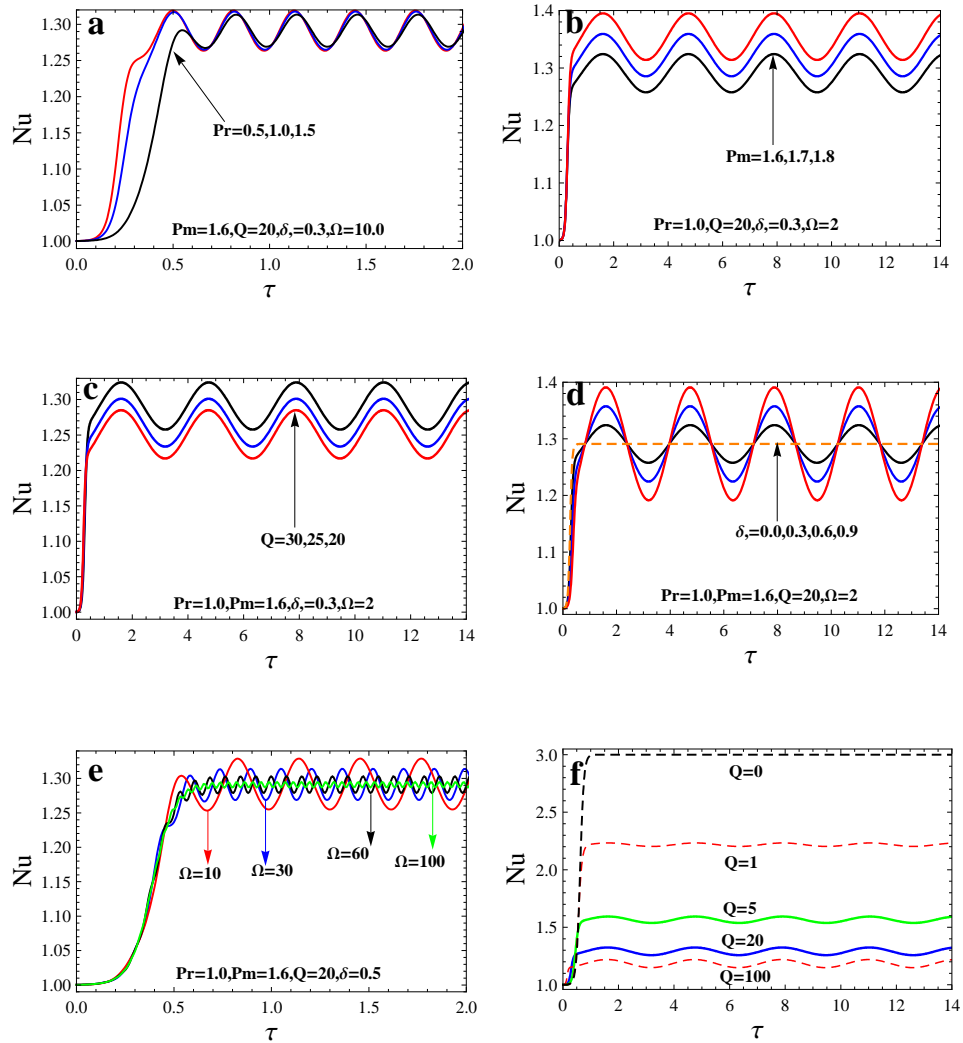 a
Nu
1.30
1.25
1.20
1.15
1.10
1.05
1.00
Pr=0.5,1.0,1.5
Pm=1.6,Q=20,δ,=0.3,Ω=10.0
0.0 0.5 1.0 1.5 2.0
τ
b
Nu
1.4
1.3
1.2
1.1
1.0
Pm=1.6,1.7,1.8
Pr=1.0,Q=20,δ,=0.3,Ω=2
0 2 4 6 8 10 12 14
τ
c
Nu
1.30
1.25
1.20
1.15
1.10
1.05
1.00
Q=30,25,20
Pr=1.0,Pm=1.6,δ,=0.3,Ω=2
0 2 4 6 8 10 12 14
τ
d
Nu
1.4
1.3
1.2
1.1
1.0
δ,=0.0,0.3,0.6,0.9
Pr=1.0,Pm=1.6,Q=20,Ω=2
0 2 4 6 8 10 12 14
τ
e
Nu
1.30
1.25
1.20
1.15
1.10
1.05
1.00
Ω=10 Ω=30 Ω=60 Ω=100
Pr=1.0,Pm=1.6,Q=20,δ=0.5
0.0 0.5 1.0 1.5 2.0
τ
f
Nu
3.0
2.5
2.0
1.5
1.0
Q=0
Q=1
Q=5
Q=20
Q=100
0 2 4 6 8 10 12 14
τ